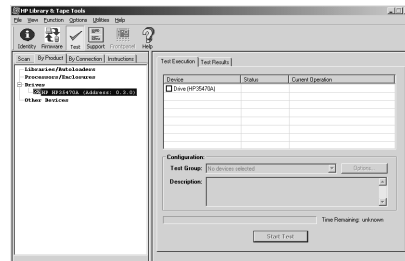 HP Library & Tape Tools
File View Function Options Utilities Help
Identity Firmware Test Support Frontpanel Help
Scan By Product By Connection Instructions
Libraries/Autoloaders
Processors/Enclosures
Drives
HP HP35470A (Address: 0.3.0)
Other Devices
Test Execution Test Results
Device Status Current Operation
Drive (HP35470A)
Configuration:
Test Group: No devices selected Options...
Description:
Time Remaining: unknown
Start Test